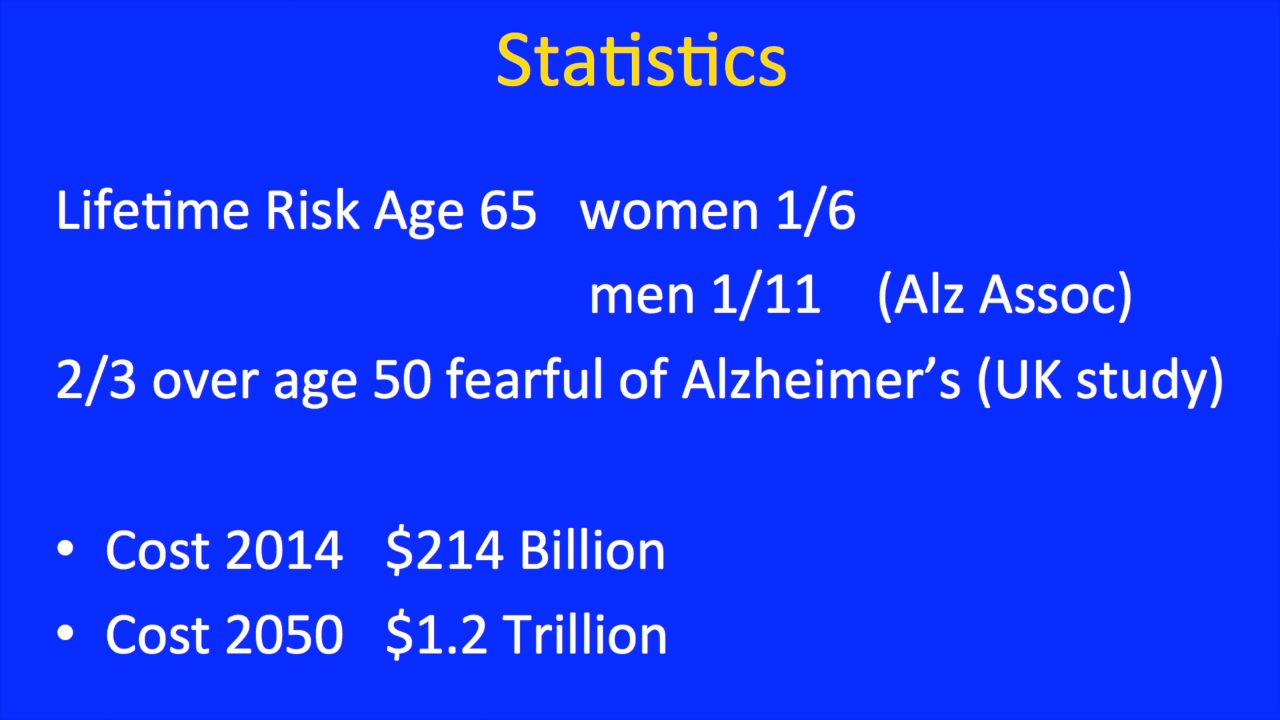 Statistics
Lifetime Risk Age 65 women 1/6
men 1/11 (Alz Assoc)
2/3 over age 50 fearful of Alzheimer’s (UK study)
• Cost 2014 $214 Billion
• Cost 2050 $1.2 Trillion